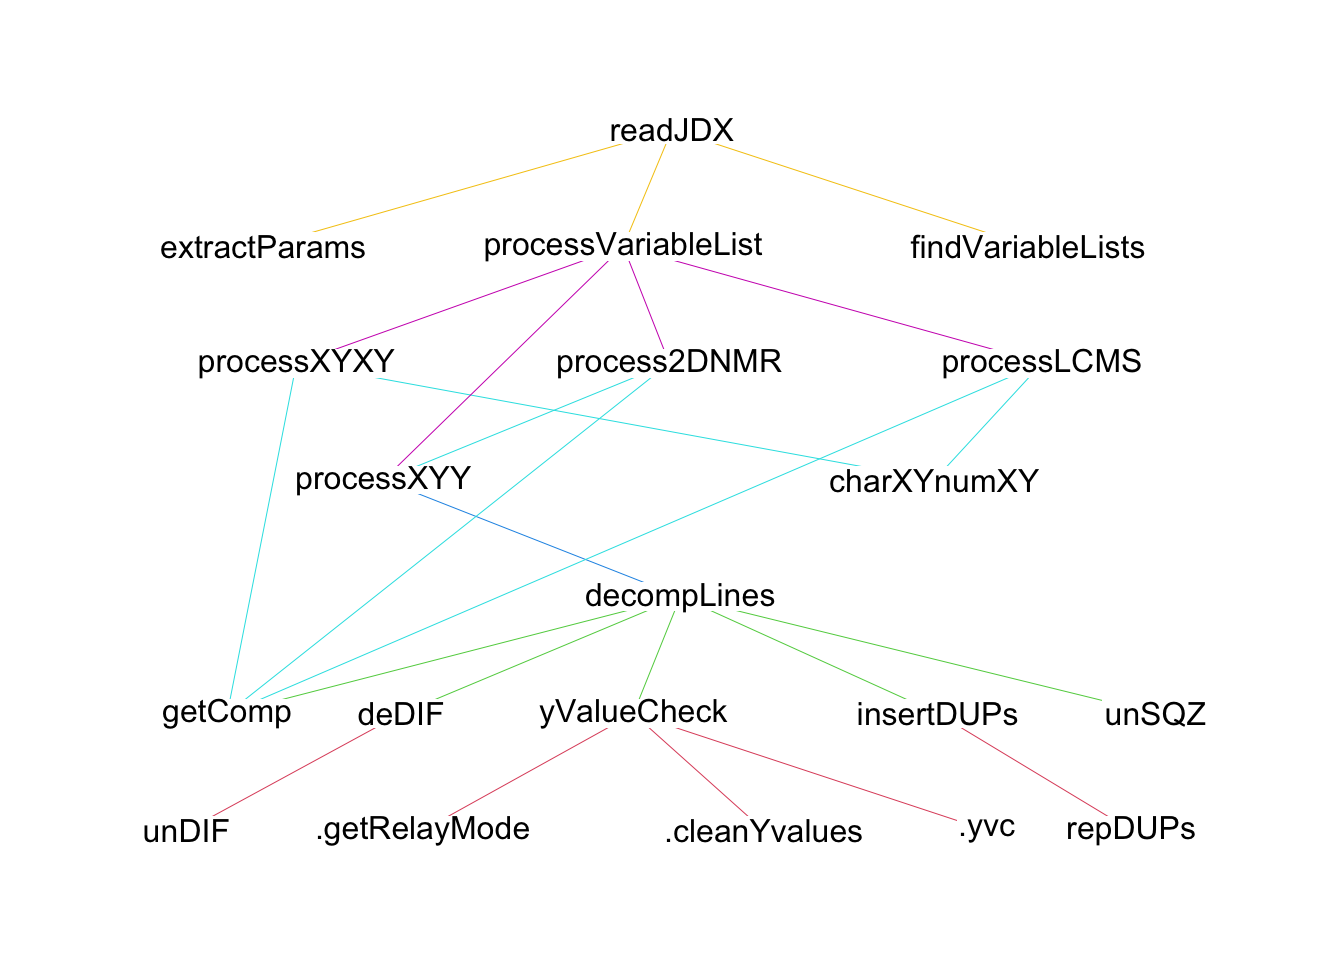 readJDX
extractParams
processVariableList
findVariableLists
processXYXY
process2DNMR
processLCMS
processXYY
charXYnumXY
decompLines
getComp
deDIF
yValueCheck
insertDUPs
unSQZ
unDIF
.getRelayMode
.cleanYvalues
.yvc
repDUPs